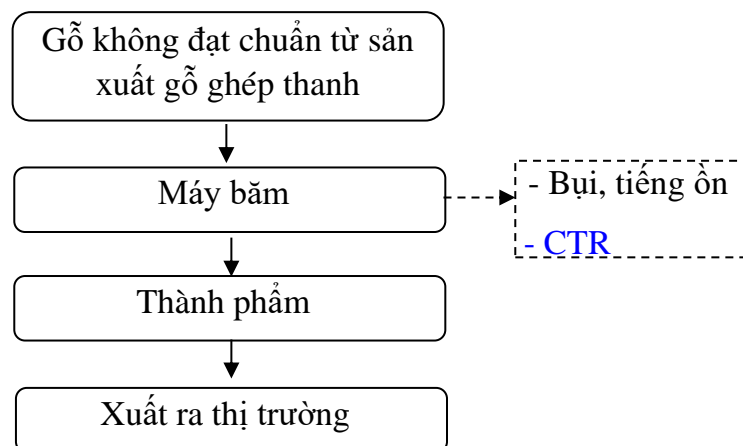 Gỗ không đạt chuẩn từ sản
xuất gỗ ghép thanh
Máy băm
- Bụi, tiếng ồn
- CTR
Thành phẩm
Xuất ra thị trường